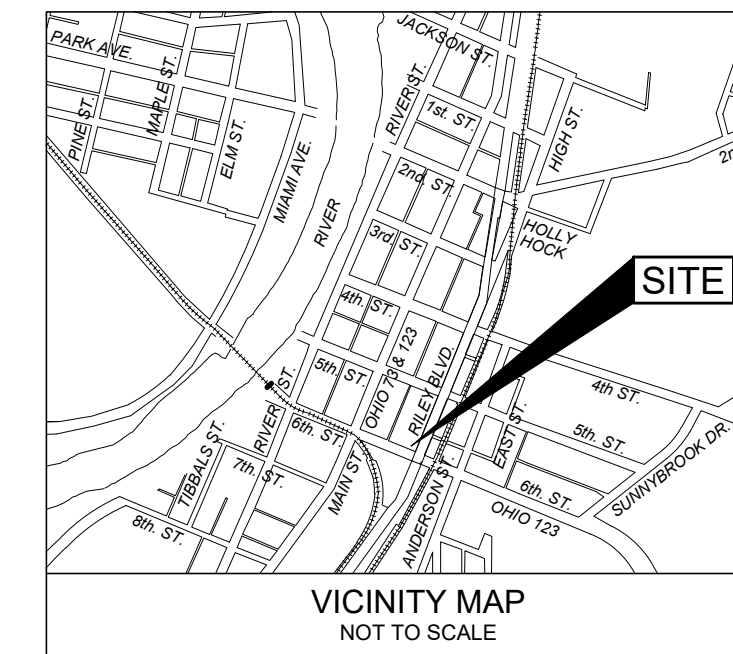 PARK AVE.
PINE ST.
MAPLE ST.
ELM ST.
MIAMI AVE.
RIVER
JACKSON ST.
RIVER ST.
1st. ST.
2nd. ST.
3rd. ST.
4th. ST.
5th. ST.
6th. ST.
HIGH ST.
HOLLY
HOCK
SITE
OHIO 73 & 123
RILEY BLVD.
4th ST.
5th. ST.
6th. ST.
EAST ST.
SUNNYBROOK DR.
OHIO 123
ANDERSON ST.
MAIN ST.
RIVER ST.
TIBBALS ST.
7th. ST.
8th. ST.
VICINITY MAP
NOT TO SCALE